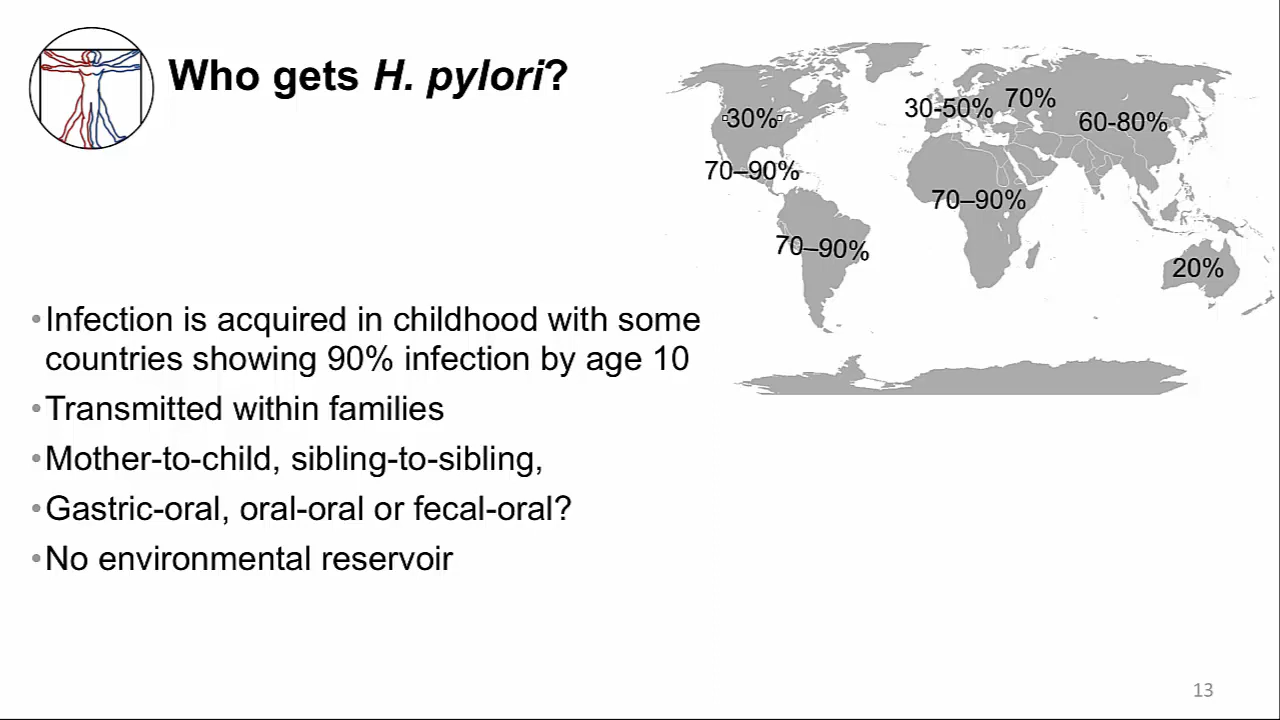 Who gets H. pylori?
30%
30-50%
70%
60-80%
70–90%
70–90%
70–90%
20%
•Infection is acquired in childhood with some
countries showing 90% infection by age 10
•Transmitted within families
•Mother-to-child, sibling-to-sibling,
•Gastric-oral, oral-oral or fecal-oral?
•No environmental reservoir
13